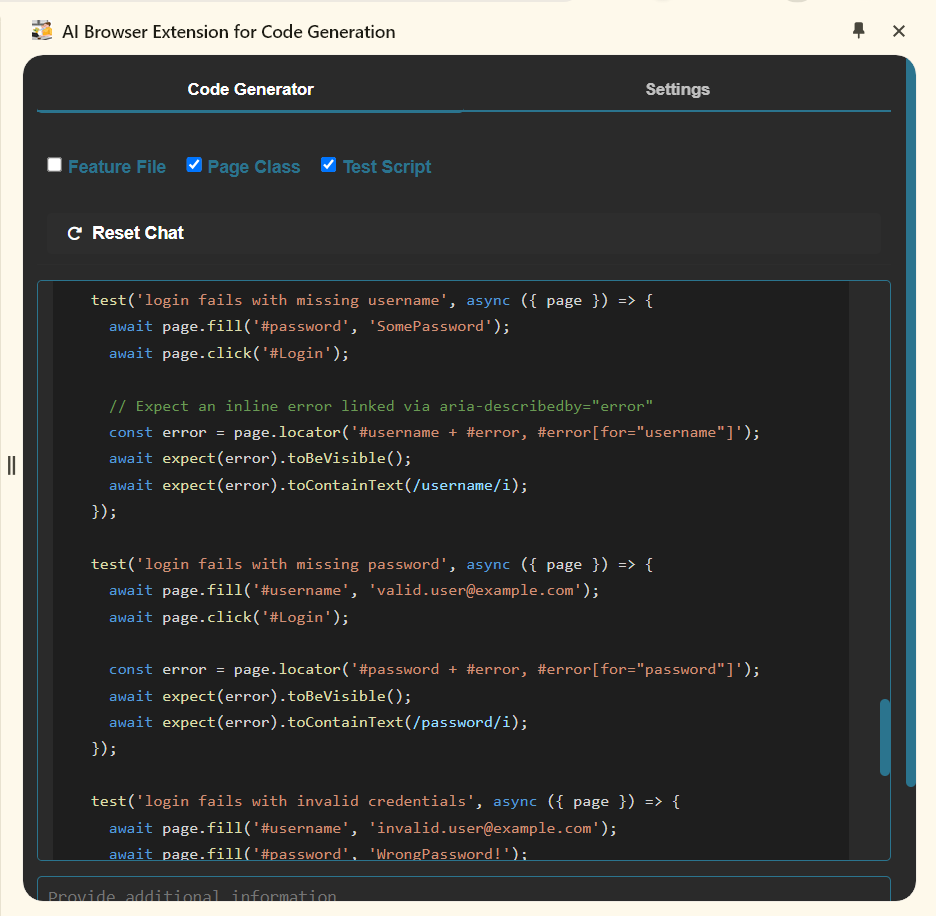 AI Browser Extension for Code Generation
Code Generator Settings
Feature File Page Class Test Script
Reset Chat
test('login fails with missing username', async ({ page }) => {
await page.fill('#password', 'SomePassword');
await page.click('#Login');
// Expect an inline error linked via aria-describedby="error"
const error = page.locator('#username + #error, #error[for="username"]');
await expect(error).toBeVisible();
await expect(error).toContainText(/username/i);
});
test('login fails with missing password', async ({ page }) => {
await page.fill('#username', 'valid.user@example.com');
await page.click('#Login');
const error = page.locator('#password + #error, #error[for="password"]');
await expect(error).toBeVisible();
await expect(error).toContainText(/password/i);
});
test('login fails with invalid credentials', async ({ page }) => {
await page.fill('#username', 'invalid.user@example.com');
await page.fill('#password', 'WrongPassword!');
Provide additional information